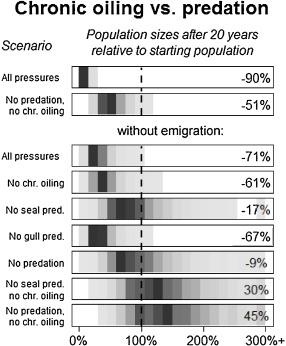 Chronic oiling vs. predation
Scenario
Population sizes after 20 years
relative to starting population
All pressures -90%
No predation,
no chr. oiling -51%
without emigration:
All pressures -71%
No chr. oiling -61%
No seal pred. -17%
No gull pred. -67%
No predation -9%
No seal pred.
no chr. oiling 30%
No predation,
no chr. oiling 45%
0% 100% 200% 300%+